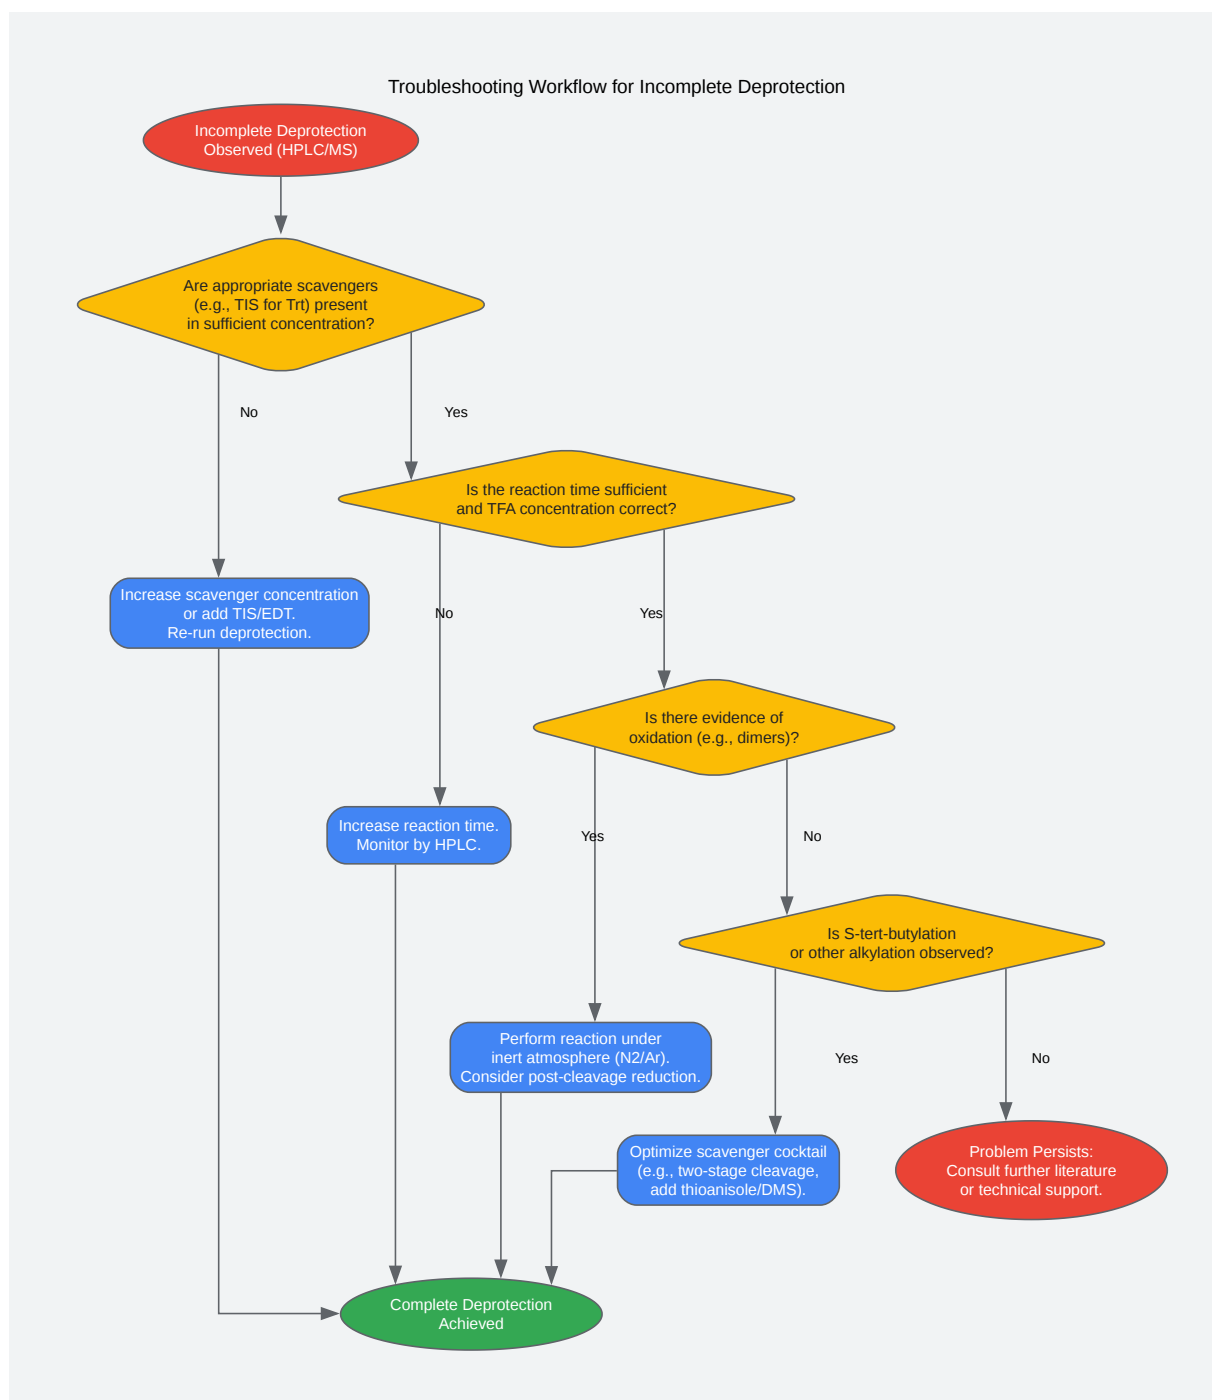 Troubleshooting Workflow for Incomplete Deprotection
Incomplete Deprotection
Observed (HPLC/MS)
Are appropriate scavengers
(e.g., TIS for Trt) present
in sufficient concentration?
No
Yes
Is the reaction time sufficient
and TFA concentration correct?
Increase scavenger concentration
or add TIS/EDT.
Re-run deprotection.
No
Yes
Is there evidence of
oxidation (e.g., dimers)?
Increase reaction time.
Monitor by HPLC.
Yes
No
Is S-tert-butylation
or other alkylation observed?
Perform reaction under
inert atmosphere (N2/Ar).
Consider post-cleavage reduction.
Yes
No
Optimize scavenger cocktail
(e.g., two-stage cleavage,
add thioanisole/DMS).
Problem Persists:
Consult further literature
or technical support.
Complete Deprotection
Achieved